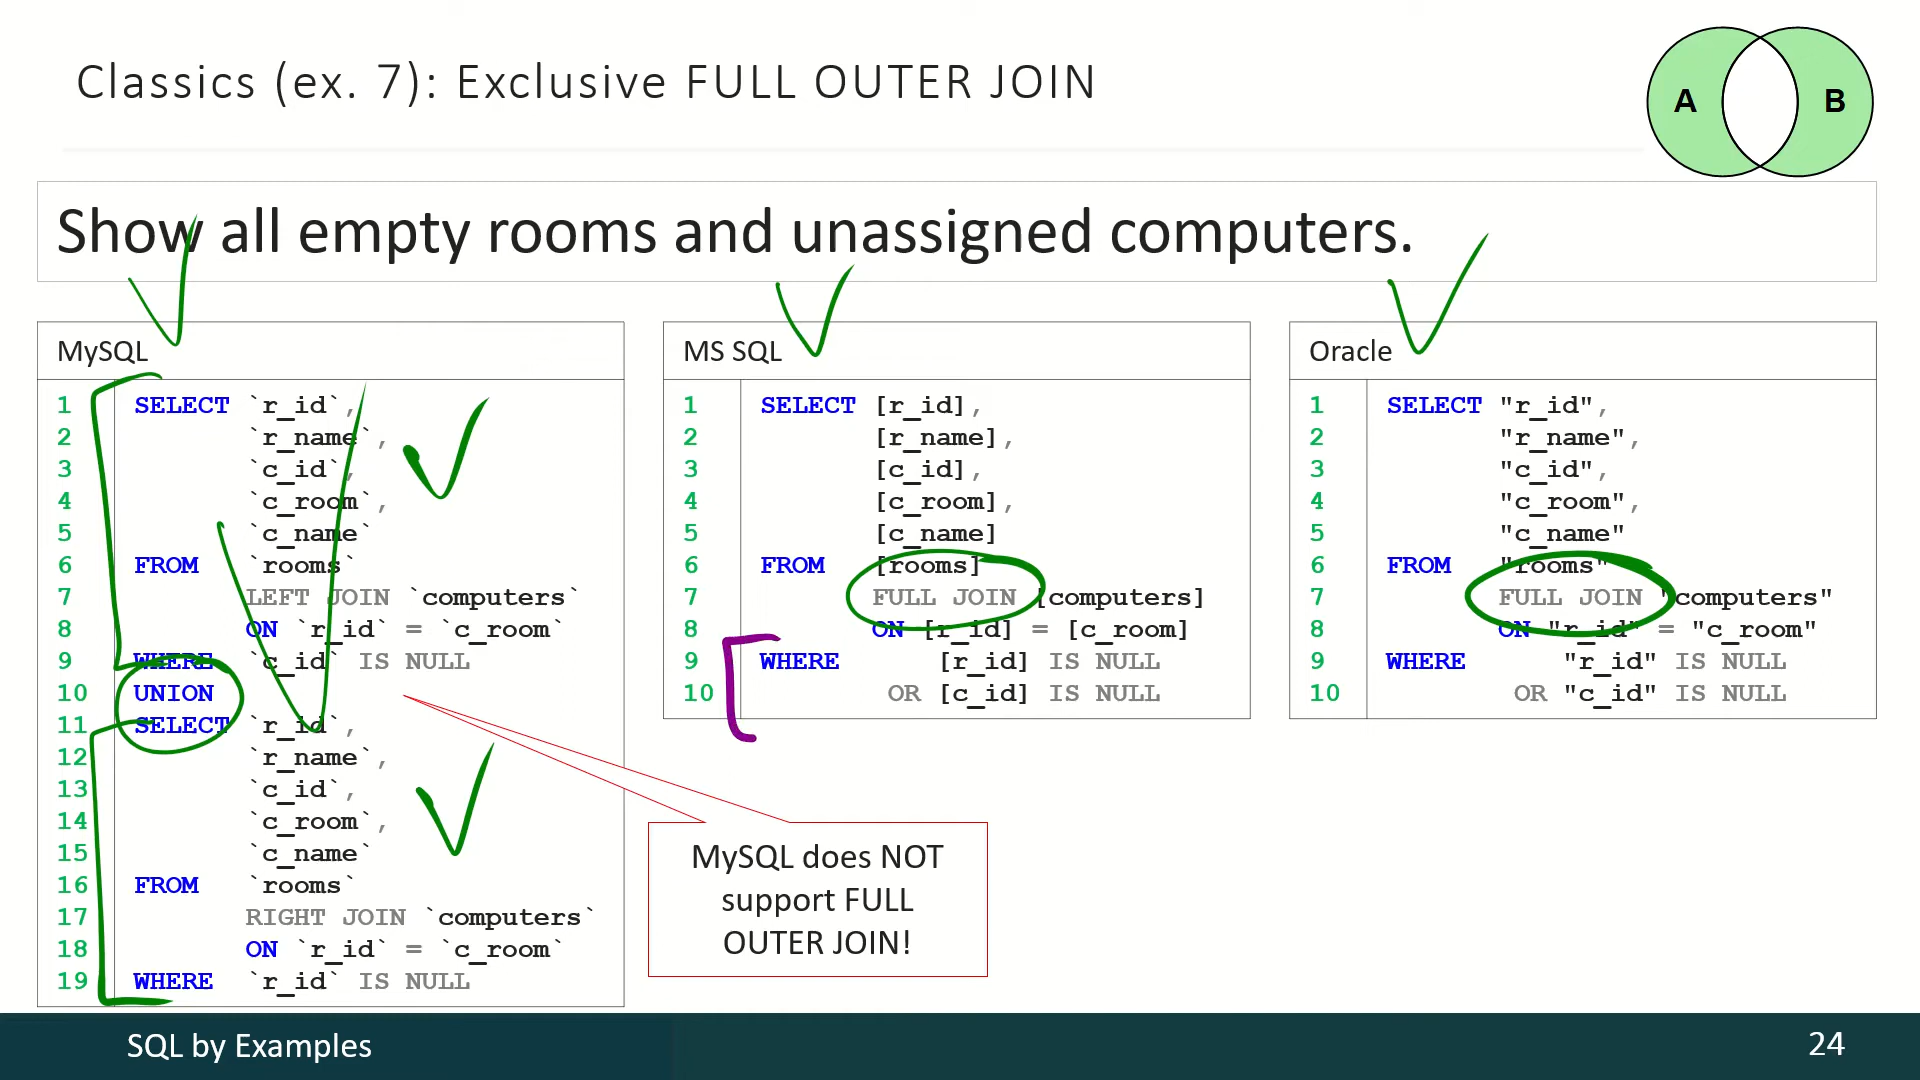 Classics (ex. 7): Exclusive FULL OUTER JOIN
A B
Show all empty rooms and unassigned computers.
MySQL
1 SELECT `r_id`,
2 `r_name`,
3 `c_id`,
4 `c_room`,
5 `c_name`
6 FROM `rooms`
7 LEFT JOIN `computers`
8 ON `r_id` = `c_room`
9 WHERE `c_id` IS NULL
10 UNION
11 SELECT `r_id`,
12 `r_name`,
13 `c_id`,
14 `c_room`,
15 `c_name`
16 FROM `rooms`
17 RIGHT JOIN `computers`
18 ON `r_id` = `c_room`
19 WHERE `r_id` IS NULL
MS SQL
1 SELECT [r_id],
2 [r_name],
3 [c_id],
4 [c_room],
5 [c_name]
6 FROM [rooms]
7 FULL JOIN [computers]
8 ON [r_id] = [c_room]
9 WHERE [r_id] IS NULL
10 OR [c_id] IS NULL
Oracle
1 SELECT "r_id",
2 "r_name",
3 "c_id",
4 "c_room",
5 "c_name"
6 FROM "rooms"
7 FULL JOIN "computers"
8 ON "r_id" = "c_room"
9 WHERE "r_id" IS NULL
10 OR "c_id" IS NULL
MySQL does NOT
support FULL
OUTER JOIN!
SQL by Examples
24